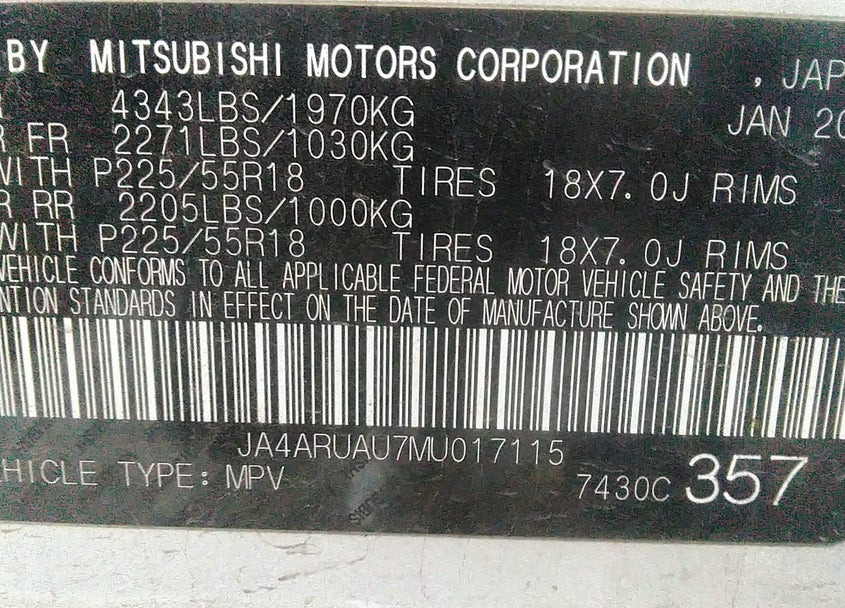 BY MITSUBISHI MOTORS CORPORATION , JAP
4343LBS/1970KG JAN 20
R FR 2271LBS/1030KG
WITH P225/55R18 TIRES 18X7.0J RIMS
R RR 2205LBS/1000KG
WITH P225/55R18 TIRES 18X7.0J RIMS
VEHICLE CONFORMS TO ALL APPLICABLE FEDERAL MOTOR VEHICLE SAFETY AND THE
NTION STANDARDS IN EFFECT ON THE DATE OF MANUFACTURE SHOWN ABOVE.
JA4ARUAU7MU017115
EHICLE TYPE: MPV 7430C 357